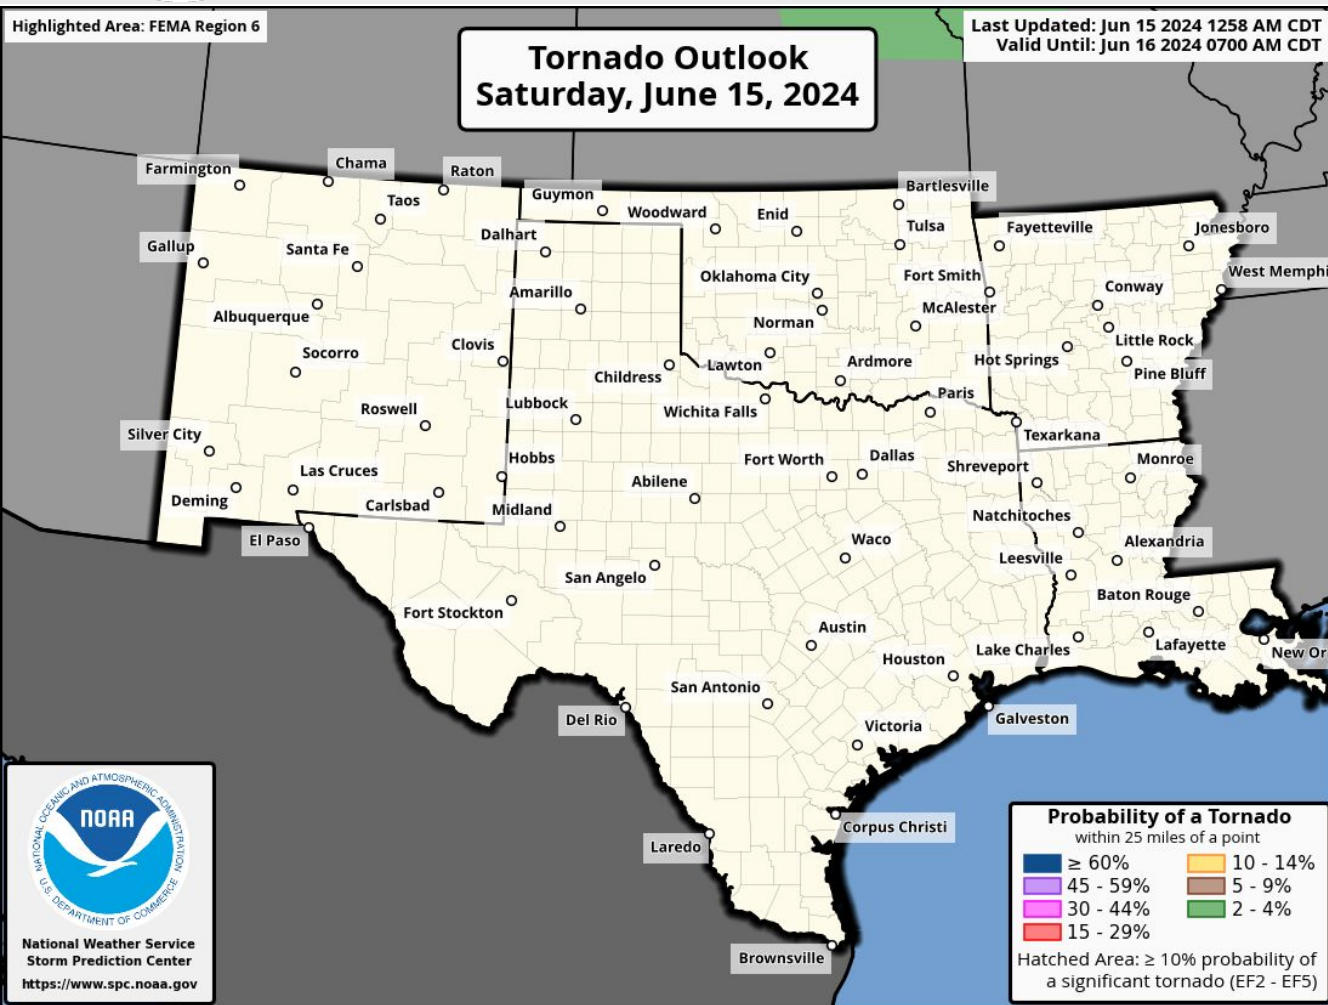 Highlighted Area: FEMA Region 6
Tornado Outlook
Saturday, June 15, 2024
Last Updated: Jun 15 2024 1258 AM CDT
Valid Until: Jun 16 2024 0700 AM CDT
Farmington
Chama
Raton
Taos
Guymon
Woodward
Enid
Bartlesville
Tulsa
Fayetteville
Jonesboro
Gallup
Santa Fe
Dalhart
Oklahoma City
Fort Smith
West Memphi
Albuquerque
Amarillo
Norman
McAlester
Conway
Socorro
Clovis
Childress
Lawton
Ardmore
Hot Springs
Little Rock
Pine Bluff
Roswell
Lubbock
Wichita Falls
Paris
Texarkana
Silver City
Las Cruces
Hobbs
Abilene
Fort Worth
Dallas
Shreveport
Monroe
Deming
Carlsbad
Midland
Natchitoches
El Paso
San Angelo
Waco
Leesville
Alexandria
Fort Stockton
Austin
Baton Rouge
Houston
Lake Charles
Lafayette
New Or
San Antonio
Del Rio
Victoria
Galveston
Laredo
Corpus Christi
Brownsville
NATIONAL OCEANIC AND ATMOSPHERIC ADMINISTRATION
NOAA
U.S. DEPARTMENT OF COMMERCE
National Weather Service
Storm Prediction Center
https://www.spc.noaa.gov
Probability of a Tornado
within 25 miles of a point
≥ 60%
45 - 59%
30 - 44%
15 - 29%
10 - 14%
5 - 9%
2 - 4%
Hatched Area: ≥ 10% probability of
a significant tornado (EF2 - EF5)